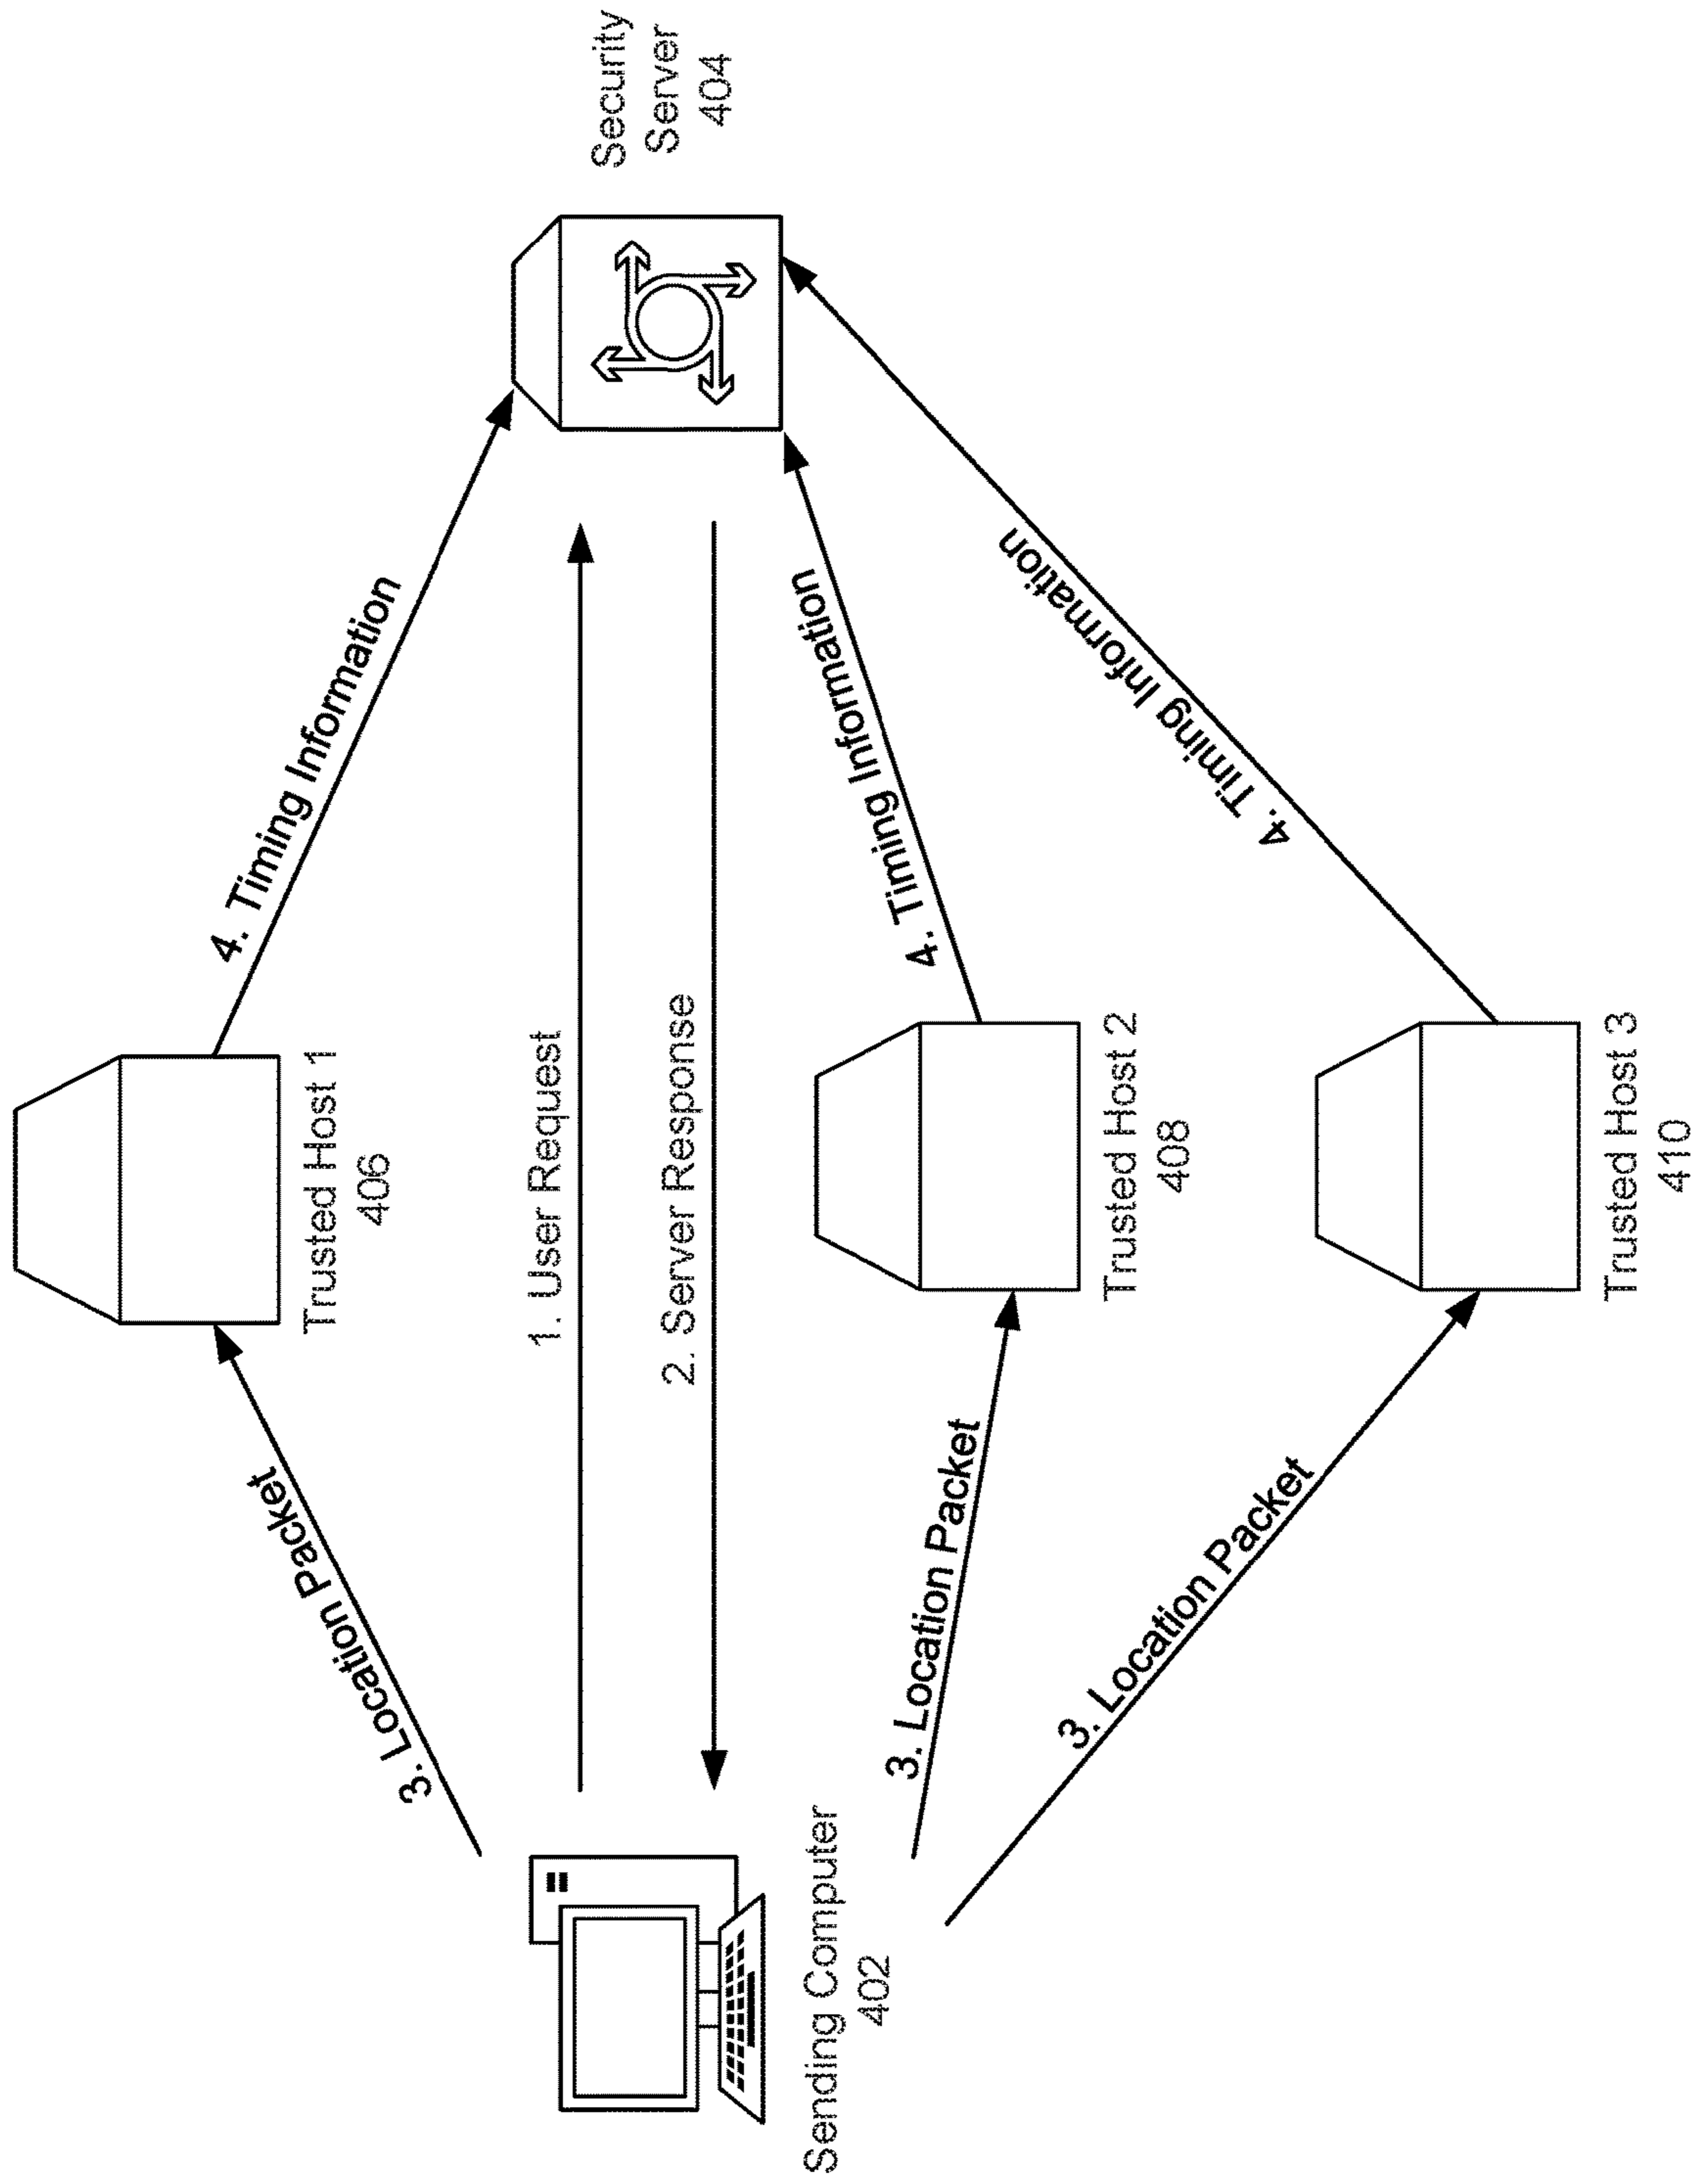 3. Location Packet
Trusted Host 1
406
4. Timing Information
1. User Request
2. Server Response
Security
Server
404
Sending Computer
402
3. Location Packet
Trusted Host 2
408
4. Timing Information
3. Location Packet
Trusted Host 3
410
4. Timing Information